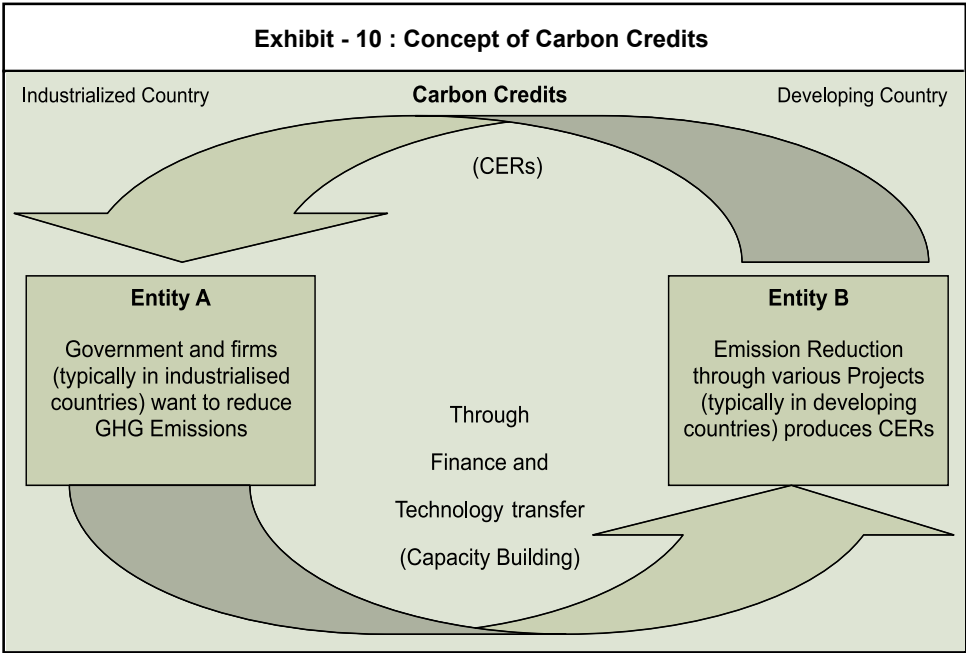 Exhibit - 10 : Concept of Carbon Credits
Industrialized Country
Carbon Credits
Developing Country
(CERs)
Entity A
Government and firms
(typically in industrialised
countries) want to reduce
GHG Emissions
Through
Finance and
Technology transfer
(Capacity Building)
Entity B
Emission Reduction
through various Projects
(typically in developing
countries) produces CERs